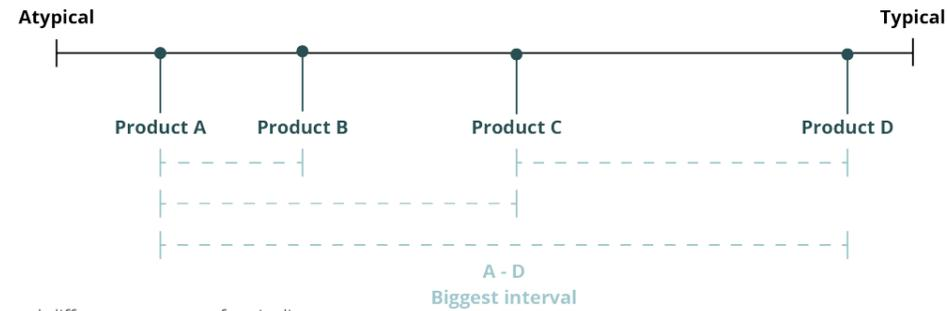 Atypical
Typical
Product A
Product B
Product C
Product D
A - D
Biggest interval